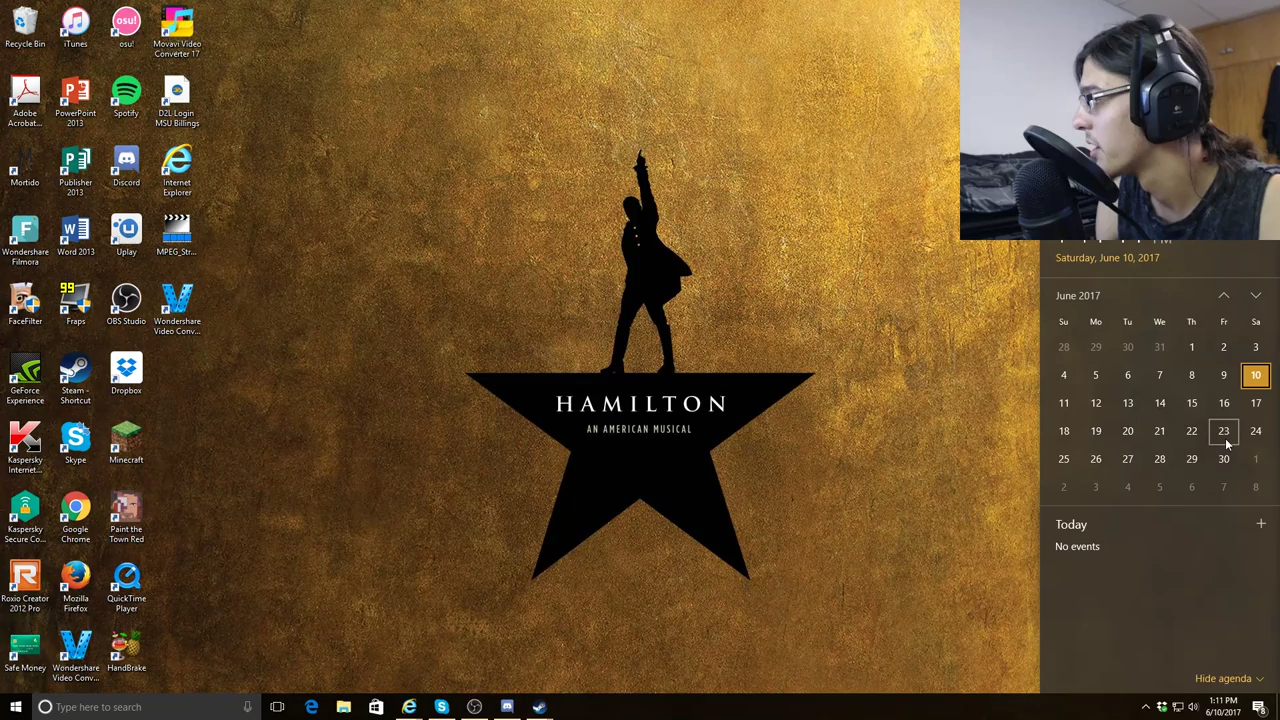 Recycle Bin
iTunes
osu!
osu!
Movavi Video
Converter 17
Adobe
Acrobat...
PowerPoint
2013
Spotify
D2L Login
MSU Billings
Mortido
Publisher
2013
Discord
Internet
Explorer
Wondershare
Filmora
Word 2013
Uplay
MPEG_Str...
FaceFilter
99
Fraps
OBS Studio
Wondershare
Video Conv...
GeForce
Experience
Steam -
Shortcut
Dropbox
Kaspersky
Internet...
Skype
Minecraft
Kaspersky
Secure Co...
Google
Chrome
Paint the
Town Red
Roxio Creator
2012 Pro
Mozilla
Firefox
QuickTime
Player
Safe Money
Wondershare
Video Conv...
HandBrake
HAMILTON
AN AMERICAN MUSICAL
Saturday, June 10, 2017
June 2017
Su Mo Tu We Th Fr Sa
28 29 30 31 1 2 3
4 5 6 7 8 9 10
11 12 13 14 15 16 17
18 19 20 21 22 23 24
25 26 27 28 29 30 1
2 3 4 5 6 7 8
Today
No events
Hide agenda
Type here to search
1:11 PM
6/10/2017
8